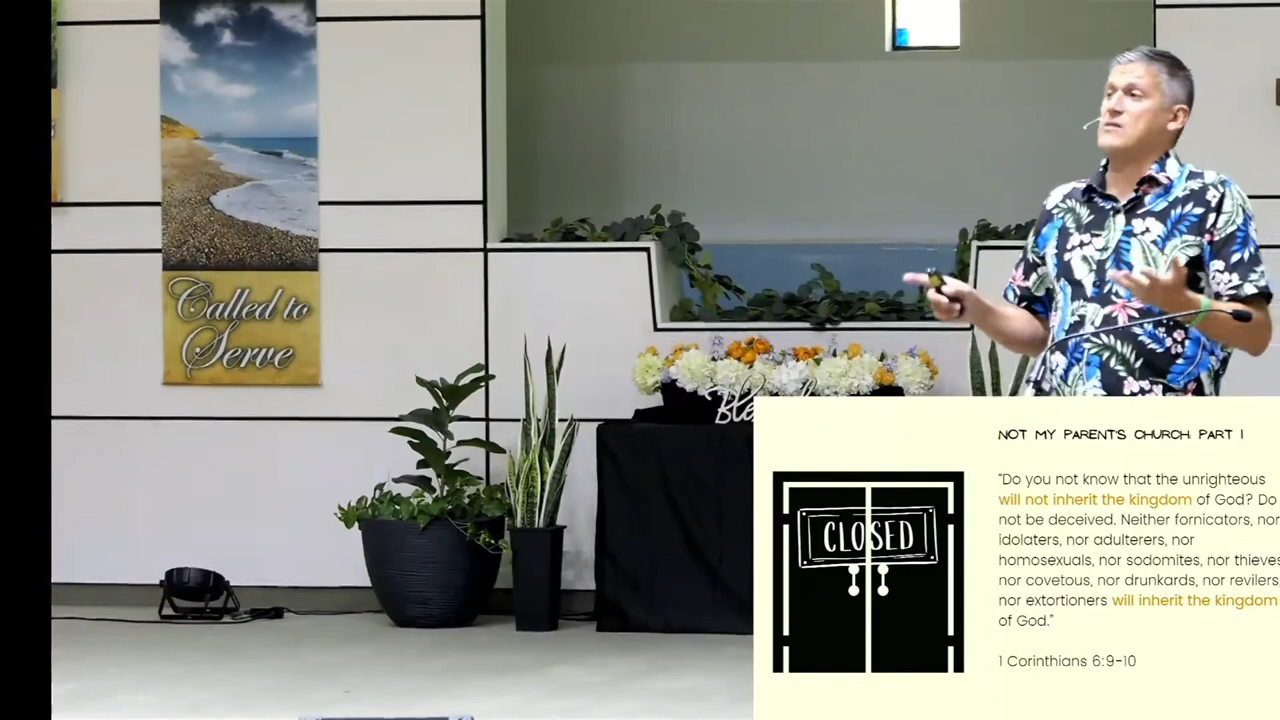 Called to
Serve
NOT MY PARENT'S CHURCH: PART 1
CLOSED
"Do you not know that the unrighteous
will not inherit the kingdom of God? Do
not be deceived. Neither fornicators, nor
idolaters, nor adulterers, nor
homosexuals, nor sodomites, nor thieves
nor covetous, nor drunkards, nor revilers,
nor extortioners will inherit the kingdom
of God."
1 Corinthians 6:9-10